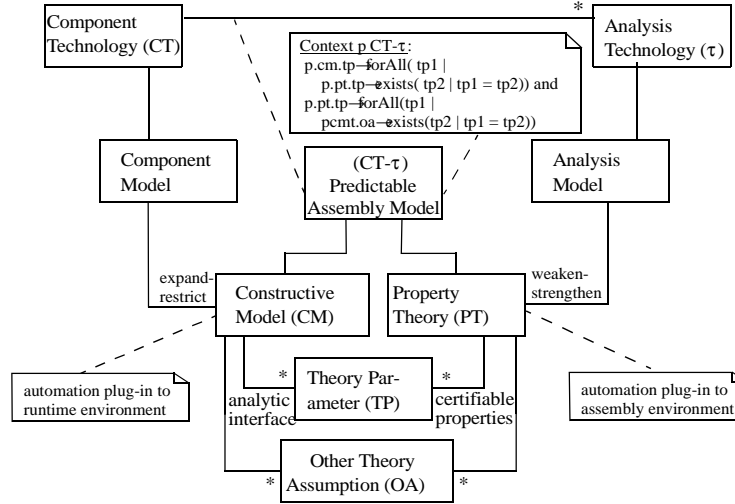 Component
Technology (CT)
*
Analysis
Technology (τ)
Context p CT-τ:
p.cm.tp→forAll( tp1 |
p.pt.tp→exists( tp2 | tp1 = tp2)) and
p.pt.tp→forAll(tp1 |
pcmt.oa→exists(tp2 | tp1 = tp2))
Component
Model
(CT-τ)
Predictable
Assembly Model
Analysis
Model
expand-
restrict
Constructive
Model (CM)
Property
Theory (PT)
weaken-
strengthen
automation plug-in to
runtime environment
analytic
interface
*
Theory Par-
ameter (TP)
*
certifiable
properties
automation plug-in to
assembly environment
*
Other Theory
Assumption (OA)
*